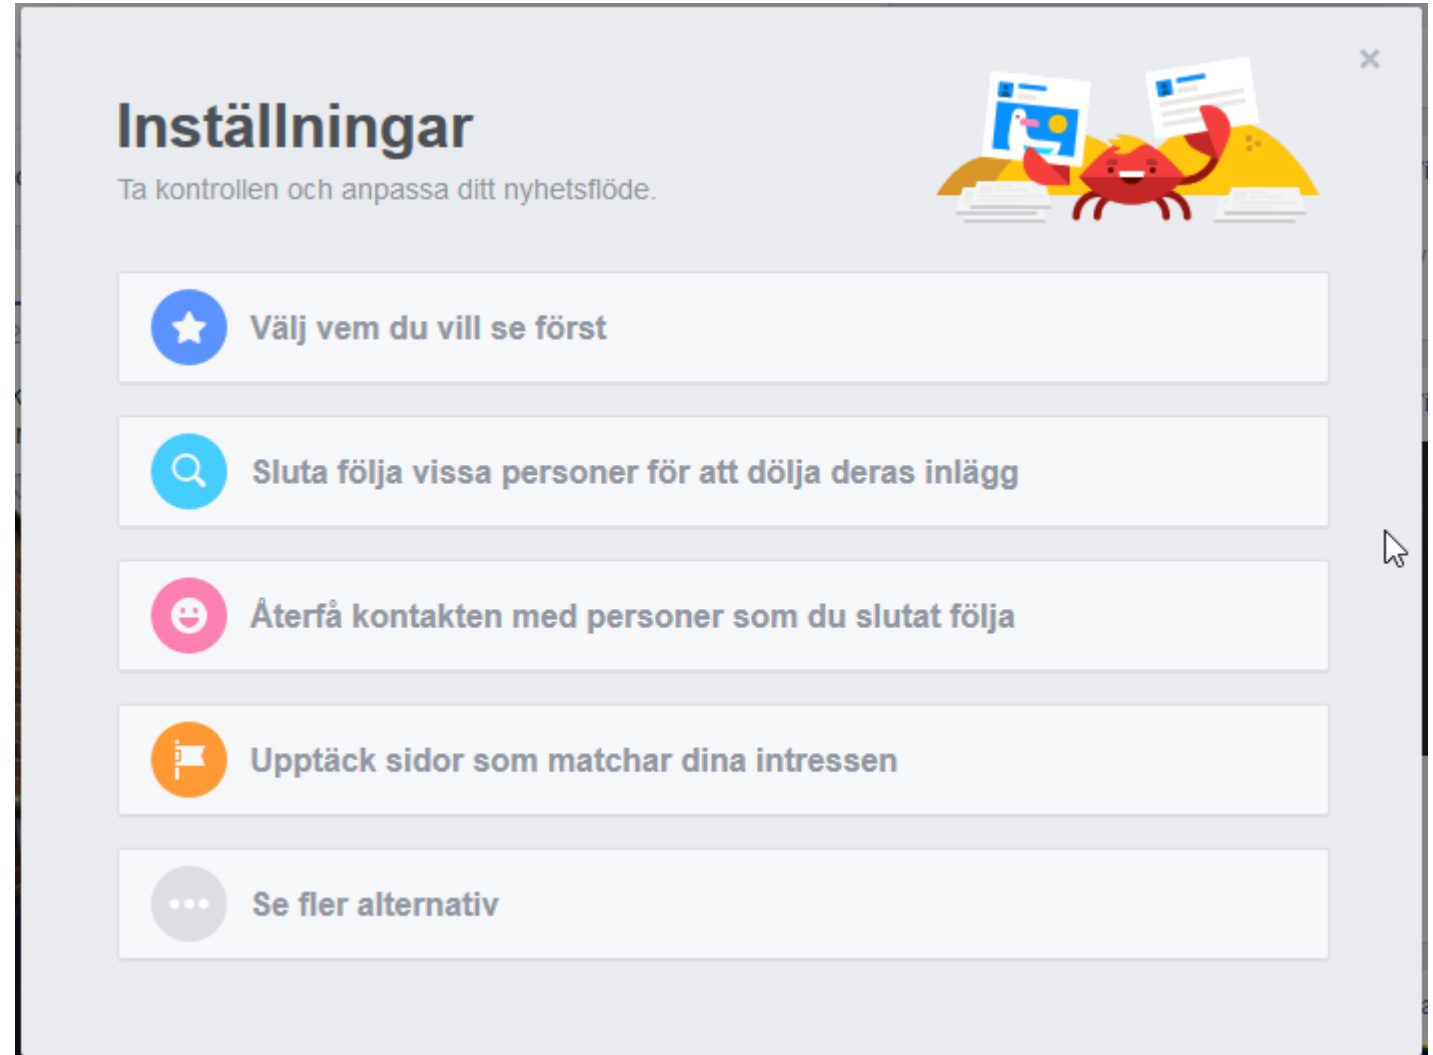 Inställningar
Ta kontrollen och anpassa ditt nyhetsflöde.
Välj vem du vill se först
Sluta följa vissa personer för att dölja deras inlägg
Återfå kontakten med personer som du slutat följa
Upptäck sidor som matchar dina intressen
Se fler alternativ